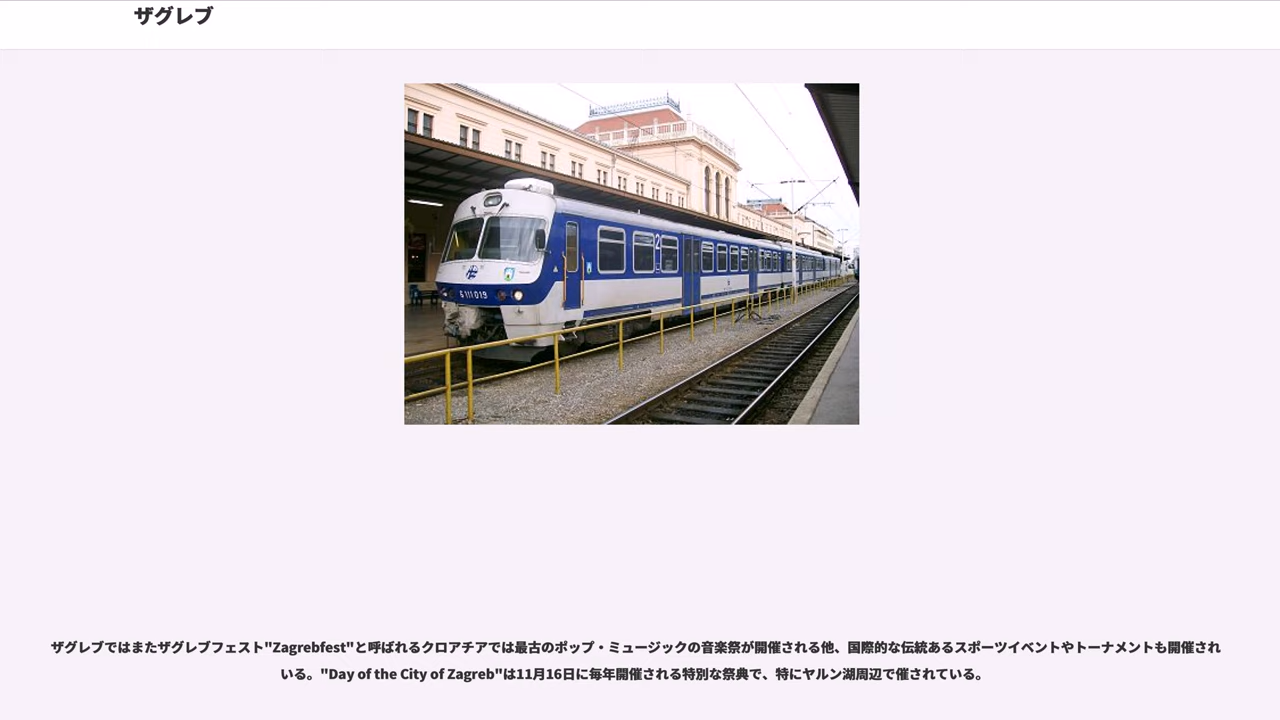 ザグレブ
2
5 111 019
ザグレブではまたザグレブフェスト"Zagrebfest"と呼ばれるクロアチアでは最古のポップ・ミュージックの音楽祭が開催される他、国際的な伝統あるスポーツイベントやトーナメントも開催され
いる。"Day of the City of Zagreb"は11月16日に毎年開催される特別な祭典で、特にヤルン湖周辺で催されている。